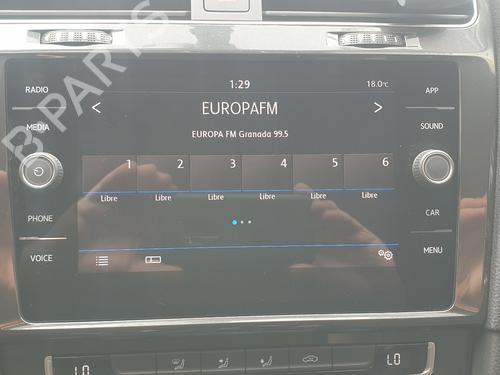 1:29
18.0°C
RADIO
APP
<
EUROPAFM
>
MEDIA
SOUND
EUROPA FM Granada 99.5
1 2 3 4 5 6
Libre Libre Libre Libre Libre Libre
PHONE
CAR
VOICE
MENU
LO
LO